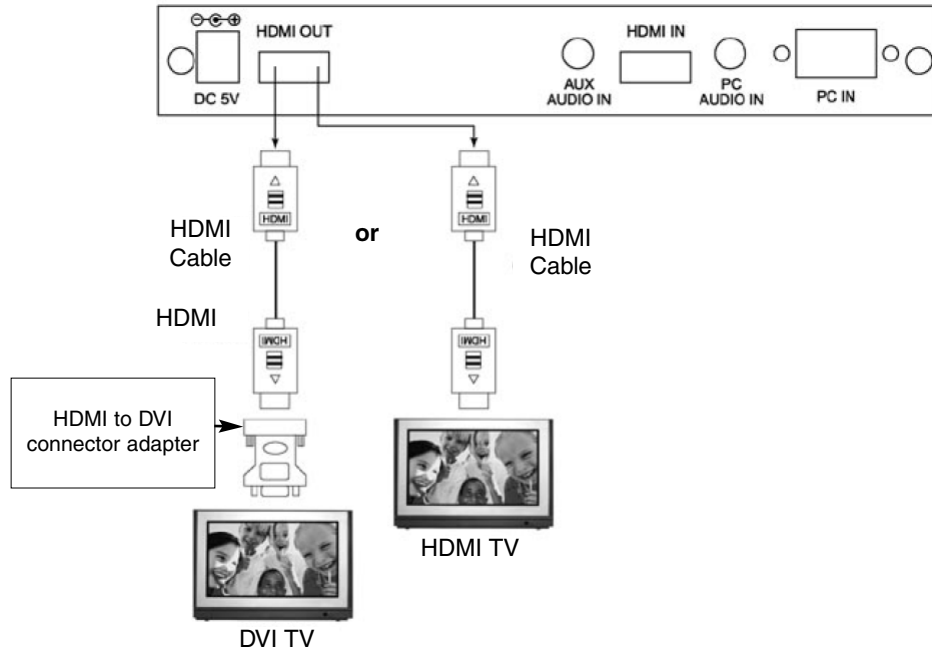 HDMI OUT
DC 5V
AUX
AUDIO IN
HDMI IN
PC
AUDIO IN
PC IN
HDMI
HDMI
HDMI
Cable
or
HDMI
Cable
HDMI
HDMI
HDMI
HDMI to DVI
connector adapter
HDMI TV
DVI TV